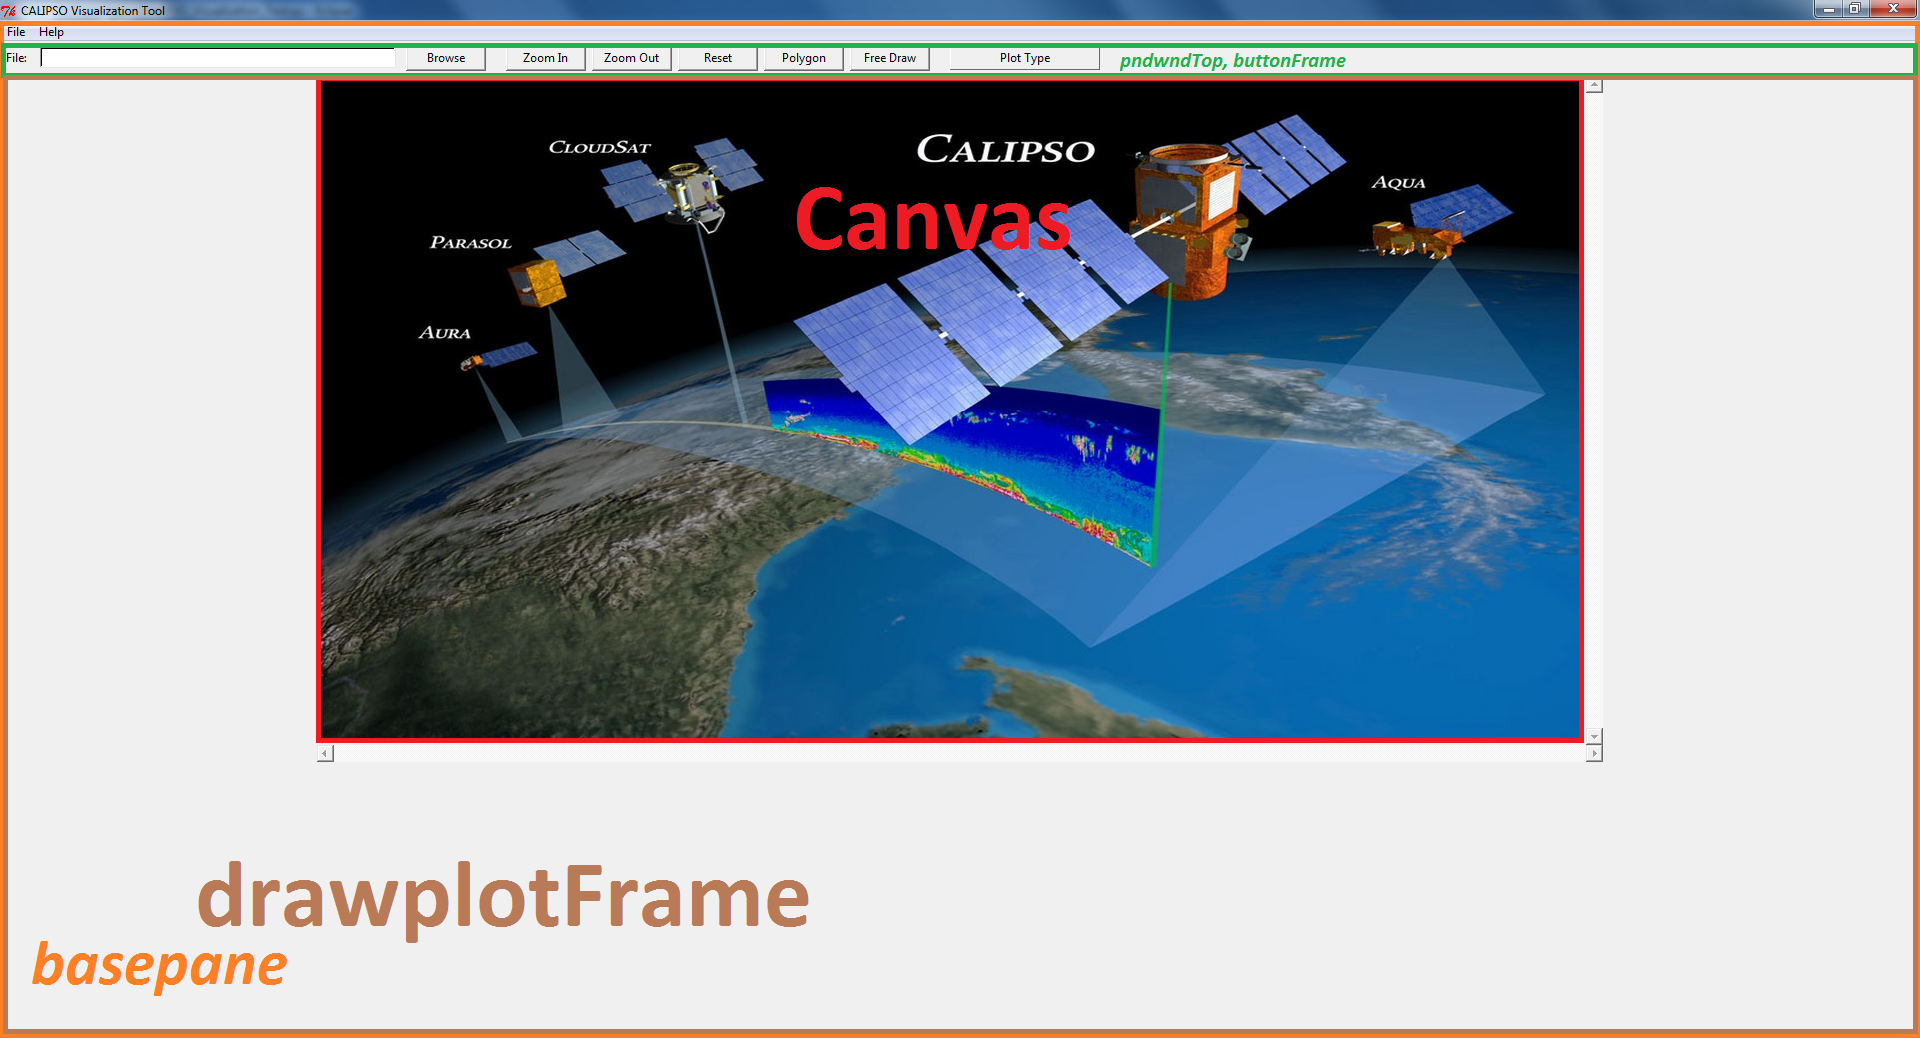 CALIPSO Visualization Tool
File Help
File: Browse Zoom In Zoom Out Reset Polygon Free Draw Plot Type pndwndTop, buttonFrame
CALIPSO
CLOUDSAT
AQUA
Canvas
PARASOL
AURA
drawplotFrame
basepane